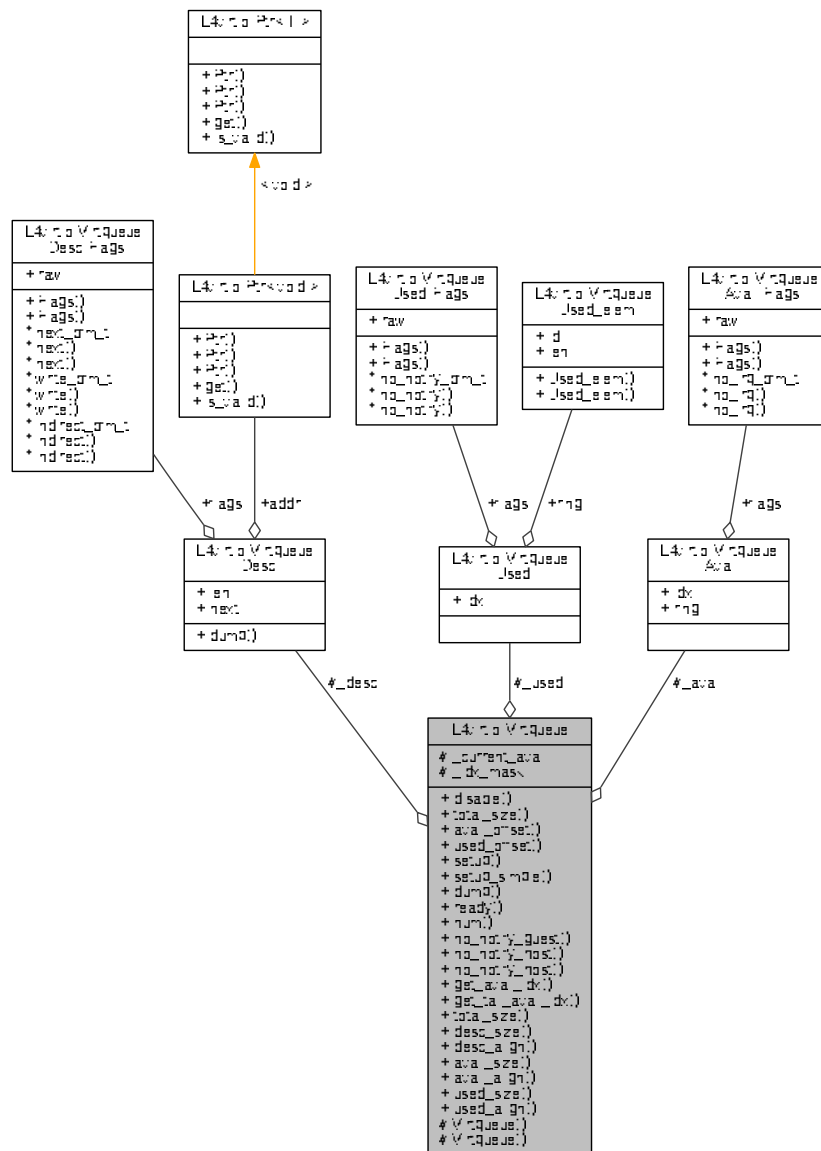 L4virtio::Ptr< T >
+ Ptr()
+ Ptr()
+ Ptr()
+ get()
+ is_valid()
< void >
L4virtio::Virtqueue
::Desc::Flags
+ raw
+ Flags()
+ Flags()
* next_bfm_t
* next()
* next()
* write_bfm_t
* write()
* write()
* indirect_bfm_t
* indirect()
* indirect()
L4virtio::Ptr< void >
+ Ptr()
+ Ptr()
+ Ptr()
+ get()
+ is_valid()
L4virtio::Virtqueue
::Used::Flags
+ raw
+ Flags()
+ Flags()
* no_notify_bfm_t
* no_notify()
* no_notify()
L4virtio::Virtqueue
::Used_elem
+ id
+ len
+ Used_elem()
+ Used_elem()
L4virtio::Virtqueue
::Avail::Flags
+ raw
+ Flags()
+ Flags()
* no_irq_bfm_t
* no_irq()
* no_irq()
+flags
+addr
+flags
+ring
+flags
L4virtio::Virtqueue
::Desc
+ len
+ next
+ dump()
L4virtio::Virtqueue
::Used
+ idx
L4virtio::Virtqueue
::Avail
+ idx
+ ring
#_desc
#_used
#_avail
L4virtio::Virtqueue
# _current_avail
# _idx_mask
+ disable()
+ total_size()
+ avail_offset()
+ used_offset()
+ setup()
+ setup_simple()
+ dump()
+ ready()
+ num()
+ no_notify_guest()
+ no_notify_host()
+ no_notify_host()
+ get_avail_idx()
+ get_tail_avail_idx()
+ total_size()
+ desc_size()
+ desc_align()
+ avail_size()
+ avail_align()
+ used_size()
+ used_align()
# Virtqueue()
# Virtqueue()